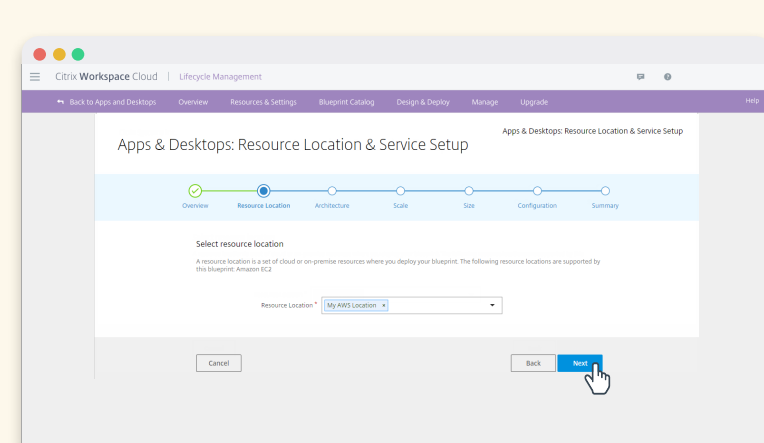 Citrix Workspace Cloud | Lifecycle Management
Back to Apps and Desktops Overview Resources & Settings Blueprint Catalog Design & Deploy Manage Upgrade Help
Apps & Desktops: Resource Location & Service Setup
Apps & Desktops: Resource Location & Service Setup
Overview Resource Location Architecture Scale Size Configuration Summary
Select resource location
A resource location is a set of cloud or on-premise resources where you deploy your blueprint. The following resource locations are supported by
this blueprint: Amazon EC2
Resource Location * My AWS Location ×
Cancel Back Next